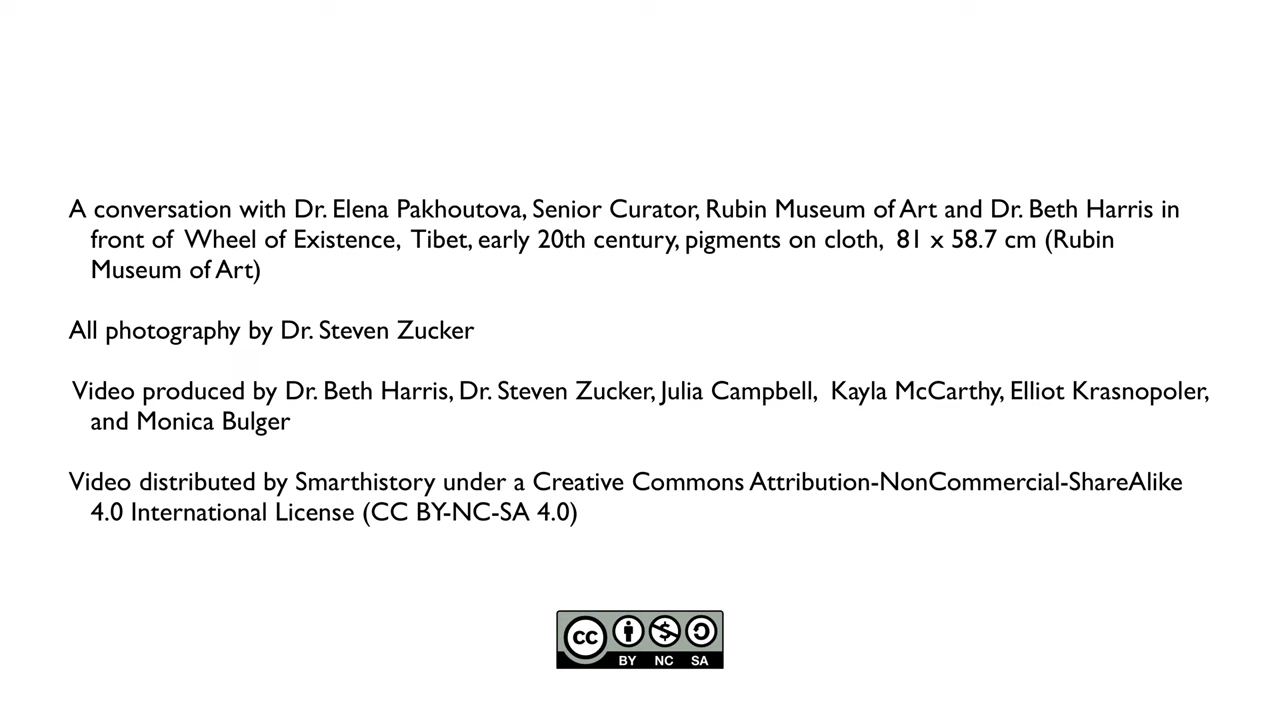 A conversation with Dr. Elena Pakhoutova, Senior Curator, Rubin Museum of Art and Dr. Beth Harris in
front of Wheel of Existence, Tibet, early 20th century, pigments on cloth, 81 x 58.7 cm (Rubin
Museum of Art)
All photography by Dr. Steven Zucker
Video produced by Dr. Beth Harris, Dr. Steven Zucker, Julia Campbell, Kayla McCarthy, Elliot Krasnopoler,
and Monica Bulger
Video distributed by Smarthistory under a Creative Commons Attribution-NonCommercial-ShareAlike
4.0 International License (CC BY-NC-SA 4.0)
cc
BY NC SA